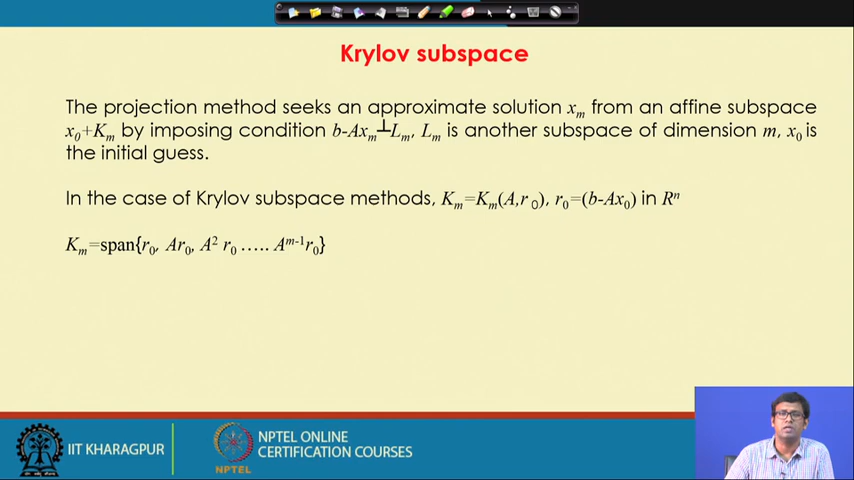 Krylov subspace
The projection method seeks an approximate solution xₘ from an affine subspace
x₀+Kₘ by imposing condition b-Axₘ⊥Lₘ, Lₘ is another subspace of dimension m, x₀ is
the initial guess.
In the case of Krylov subspace methods, Kₘ=Kₘ(A,r₀), r₀=(b-Ax₀) in Rⁿ
Kₘ=span{r₀, Ar₀, A² r₀ ..... Aᵐ⁻¹r₀}
IIT KHARAGPUR
NPTEL
NPTEL ONLINE
CERTIFICATION COURSES